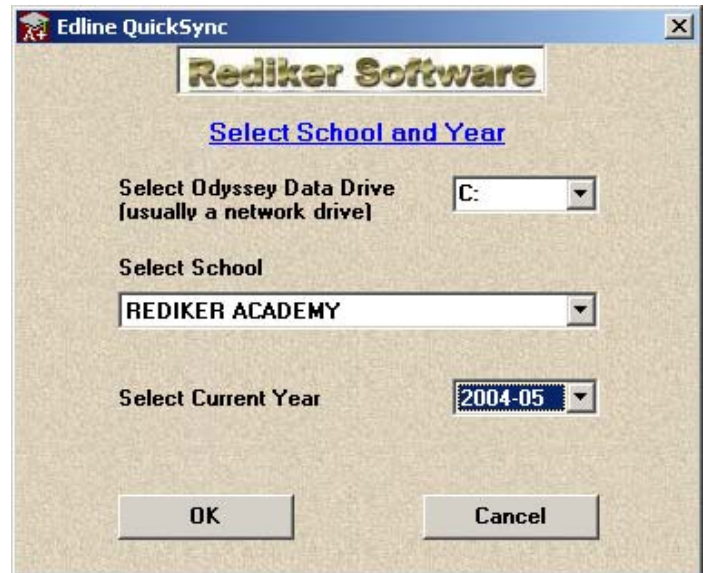 Edline QuickSync
Rediker Software
Select School and Year
Select Odyssey Data Drive
(usually a network drive)
C:
Select School
REDIKER ACADEMY
Select Current Year
2004-05
OK
Cancel